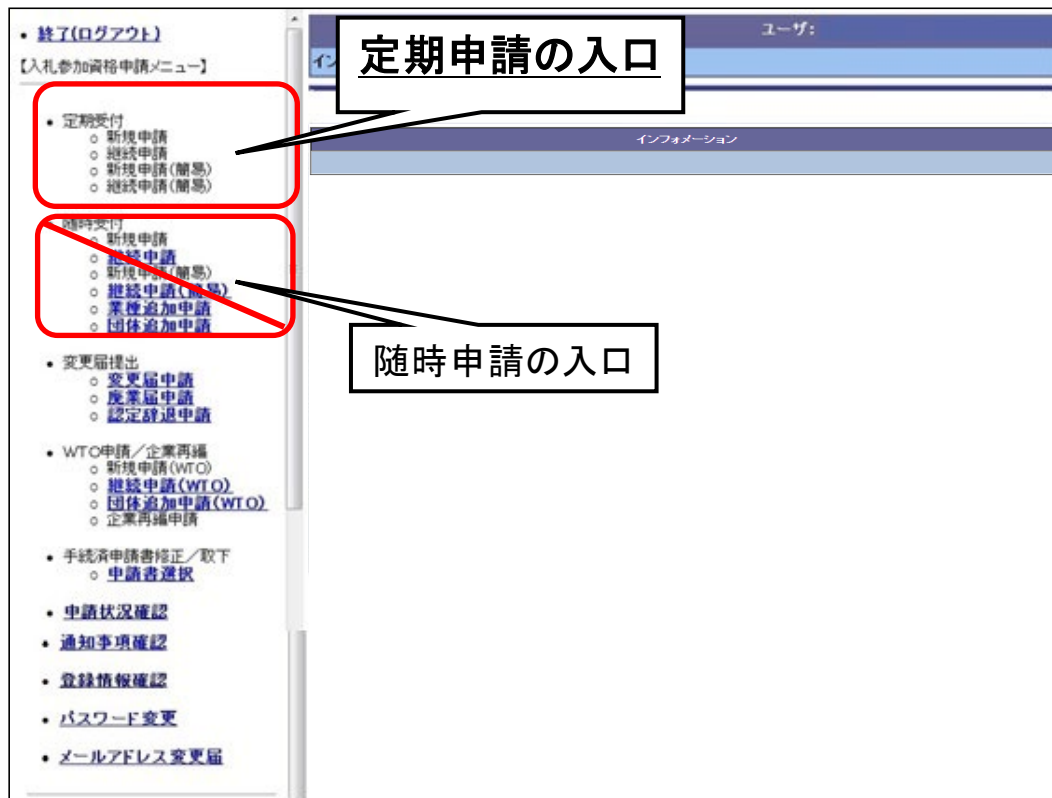 終了(ログアウト)
【入札参加資格申請メニュー】
定期受付
新規申請
継続申請
新規申請(簡易)
継続申請(簡易)
随時受付
新規申請
継続申請
新規申請(簡易)
継続申請(簡易)
業種追加申請
団体追加申請
変更届提出
変更届申請
廃業届申請
認定辞退申請
WTO申請／企業再編
新規申請(WTO)
継続申請(WTO)
団体追加申請(WTO)
企業再編申請
手続済申請書修正／取下
申請書選択
申請状況確認
通知事項確認
登録情報確認
パスワード変更
メールアドレス変更届
ユーザ:
イン
インフォメーション
定期申請の入口
随時申請の入口